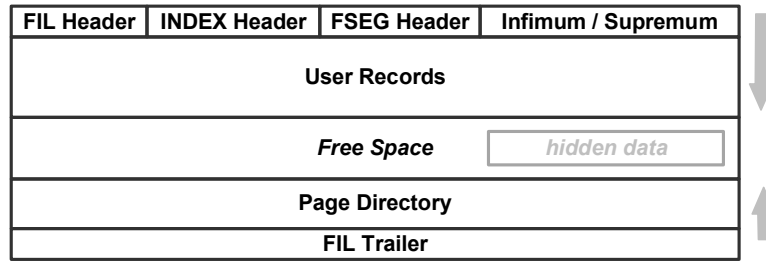 FIL Header INDEX Header FSEG Header Infimum / Supremum
User Records
Free Space hidden data
Page Directory
FIL Trailer